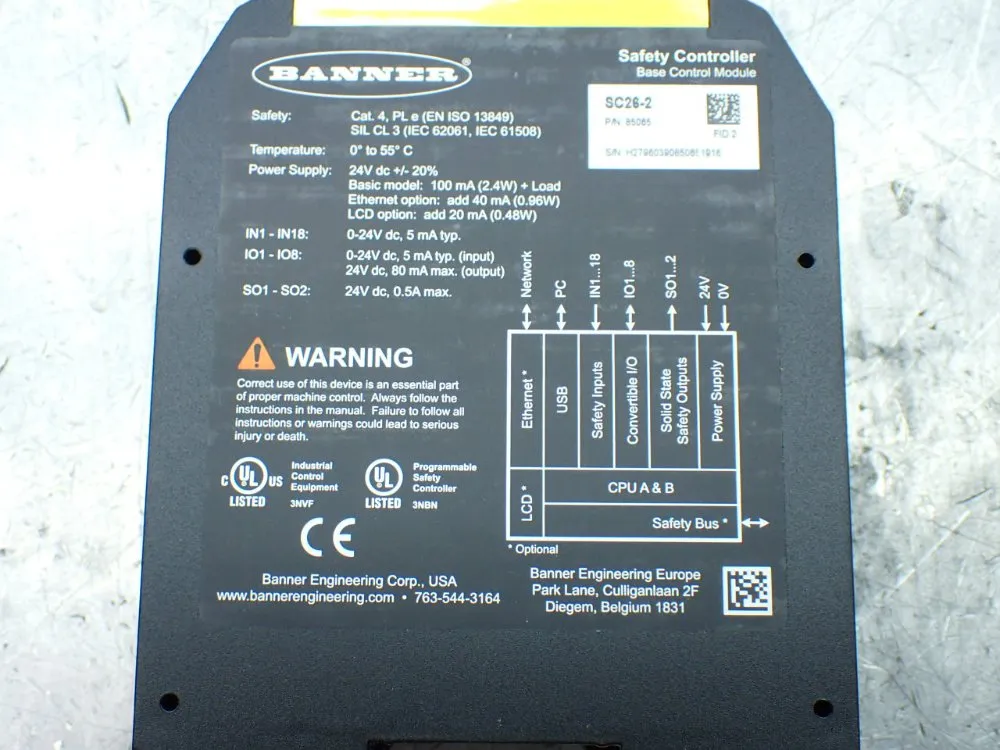 BANNER®
Safety Controller
Base Control Module
SC26-2
P/N 85085
PID 2
Safety: Cat. 4, PL e (EN ISO 13849)
SIL CL 3 (IEC 62061, IEC 61508)
Temperature: 0° to 55° C
Power Supply: 24V dc +/- 20%
Basic model: 100 mA (2.4W) + Load
Ethernet option: add 40 mA (0.96W)
LCD option: add 20 mA (0.48W)
IN1 - IN18: 0-24V dc, 5 mA typ.
IO1 - IO8: 0-24V dc, 5 mA typ. (input)
24V dc, 80 mA max. (output)
SO1 - SO2: 24V dc, 0.5A max.
WARNING
Correct use of this device is an essential part
of proper machine control. Always follow the
instructions in the manual. Failure to follow all
instructions or warnings could lead to serious
injury or death.
C UL US
LISTED
Industrial
Control
Equipment
3NVF
UL
LISTED
Programmable
Safety
Controller
3NBN
CE
Network
PC
IN1...18
IO1...8
SO1...2
24V
0V
Ethernet *
USB
Safety Inputs
Convertible I/O
Solid State
Safety Outputs
Power Supply
LCD *
CPU A & B
Safety Bus *
* Optional
Banner Engineering Corp., USA
www.bannerengineering.com • 763-544-3164
Banner Engineering Europe
Park Lane, Culliganlaan 2F
Diegem, Belgium 1831